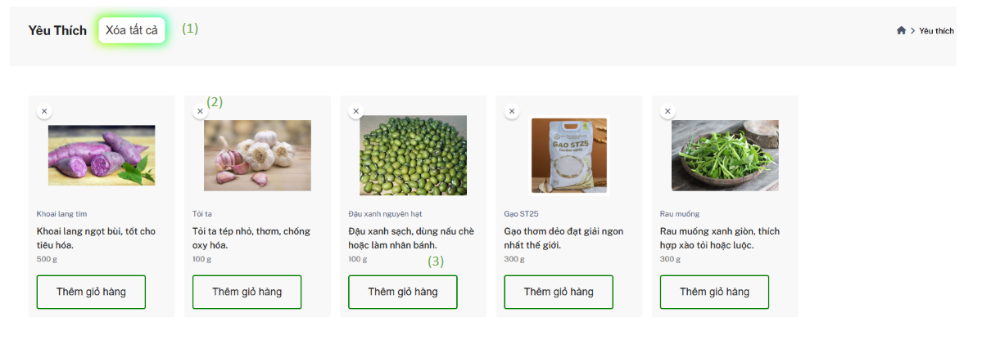 Yêu Thích Xóa tất cả (1) > Yêu thích
× (2) × × × ×
GẠO ST25
Khoai lang tím
Khoai lang ngọt bùi, tốt cho
tiêu hóa.
500 g
Thêm giỏ hàng
Tỏi ta
Tỏi ta tép nhỏ, thơm, chống
oxy hóa.
100 g
Thêm giỏ hàng
Đậu xanh nguyên hạt
Đậu xanh sạch, dùng nấu chè
hoặc làm nhân bánh.
100 g
(3)
Thêm giỏ hàng
Gạo ST25
Gạo thơm dẻo đạt giải ngon
nhất thế giới.
300 g
Thêm giỏ hàng
Rau muống
Rau muống xanh giòn, thích
hợp xào tỏi hoặc luộc.
300 g
Thêm giỏ hàng